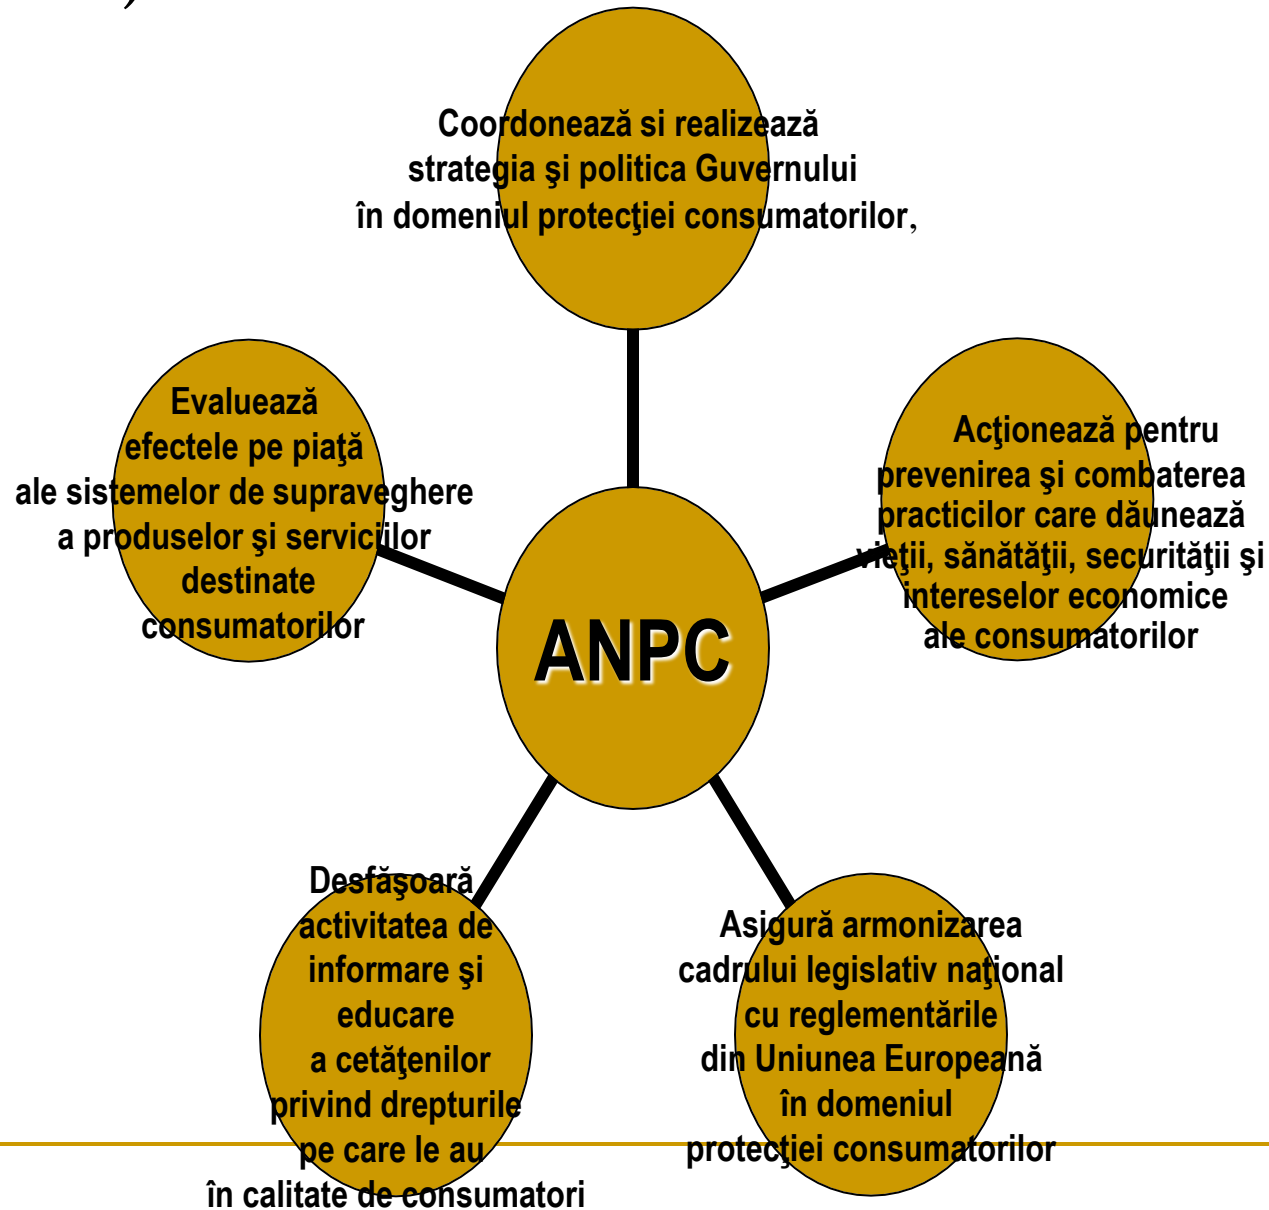 Coordonează si realizează
strategia şi politica Guvernului
în domeniul protecţiei consumatorilor,
Evaluează
efectele pe piaţă
ale sistemelor de supraveghere
a produselor şi serviciilor
destinate
consumatorilor
Acţionează pentru
prevenirea şi combaterea
practicilor care dăunează
vieţii, sănătăţii, securităţii şi
intereselor economice
ale consumatorilor
ANPC
Desfăşoară
activitatea de
informare şi
educare
a cetăţenilor
privind drepturile
pe care le au
în calitate de consumatori
Asigură armonizarea
cadrului legislativ naţional
cu reglementările
din Uniunea Europeană
în domeniul
protecţiei consumatorilor